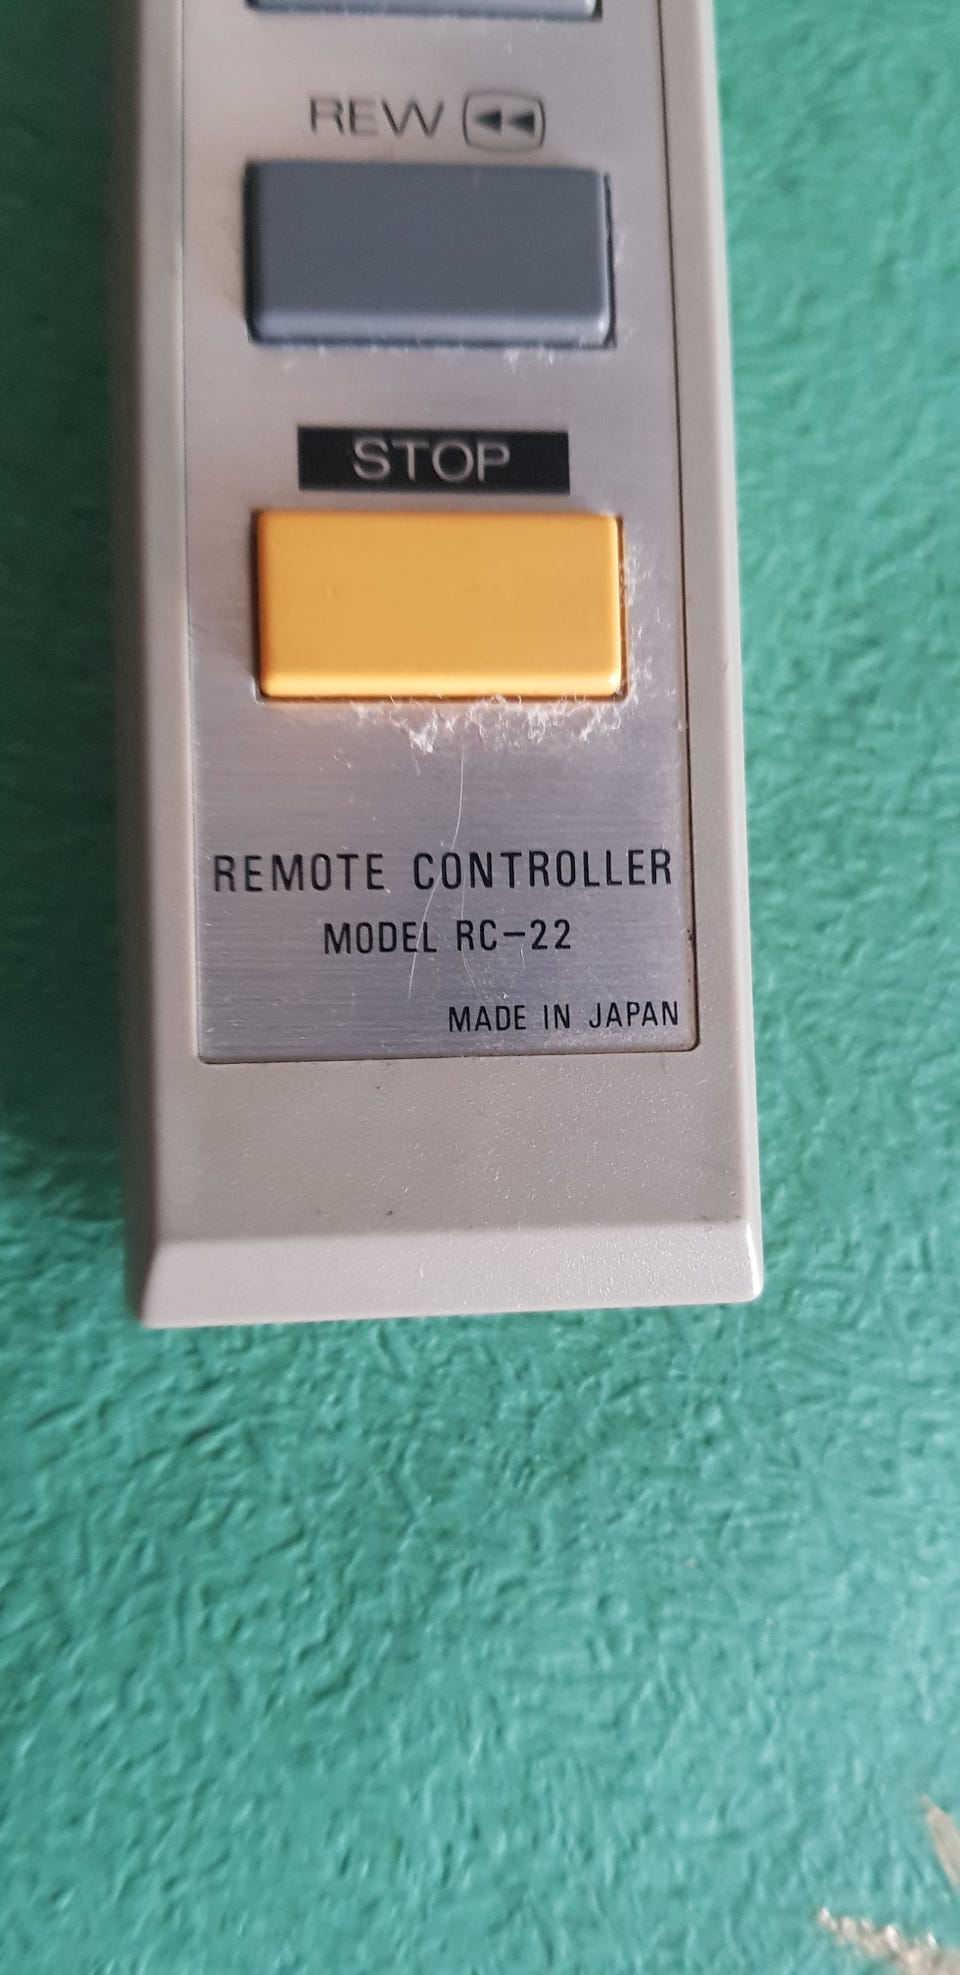 REW
STOP
REMOTE CONTROLLER
MODEL RC-22
MADE IN JAPAN